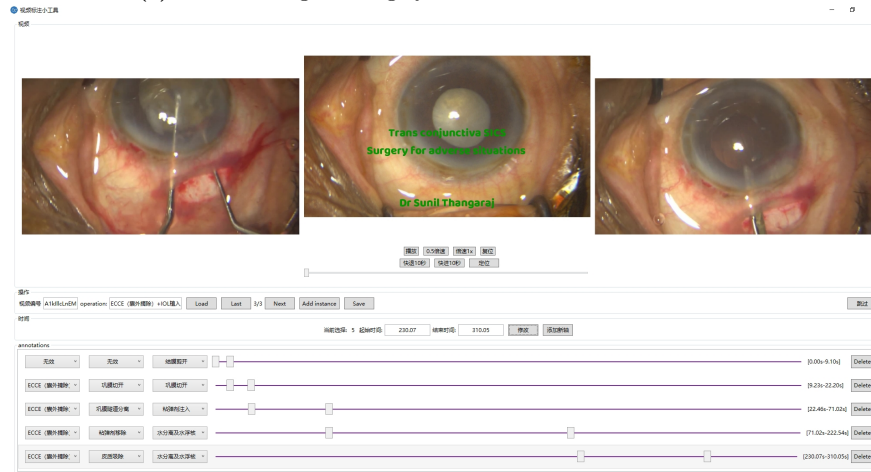 视频标注小工具
视频
Trans conjunctiva SICS
Surgery for advance situations
Dr Sunil Thangaraj
播放 0.5倍速 倍速1x 复位
快退10秒 快进10秒 定位
操作
视频编号 A1kIllcLnEM operation: ECCE（囊外摘除）+IOL植入 Load Last 3/3 Next Add instance Save 跳过
时间
当前选择: 5 起始时间: 230.07 结束时间: 310.05 修改 添加新轴
annotations
无效 无效 结膜剪开 [0.00s-9.10s] Delete
ECCE（囊外摘除） 巩膜切开 巩膜切开 [9.23s-22.20s] Delete
ECCE（囊外摘除） 巩膜隧道分离 粘弹剂注入 [22.46s-71.02s] Delete
ECCE（囊外摘除） 粘弹剂移除 水分离及水浮核 [71.02s-222.54s] Delete
ECCE（囊外摘除） 皮质吸除 水分离及水浮核 [230.07s-310.05s] Delete